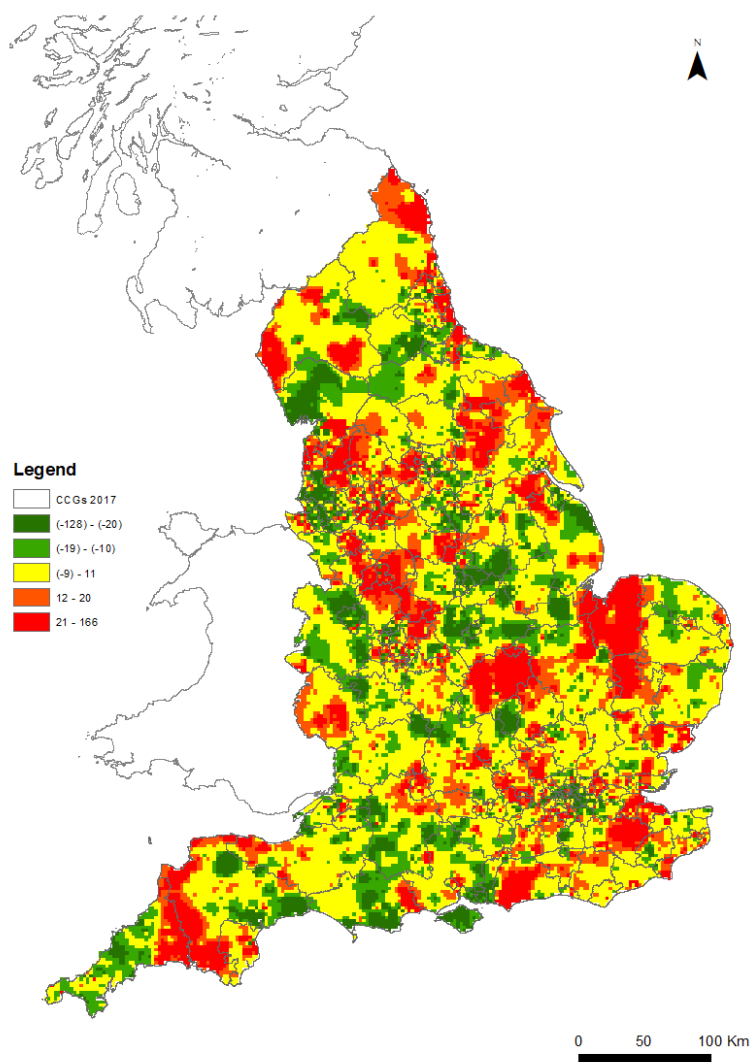 N
Legend
CCGs 2017
(-128) - (-20)
(-19) - (-10)
(-9) - 11
12 - 20
21 - 166
0 50 100 Km